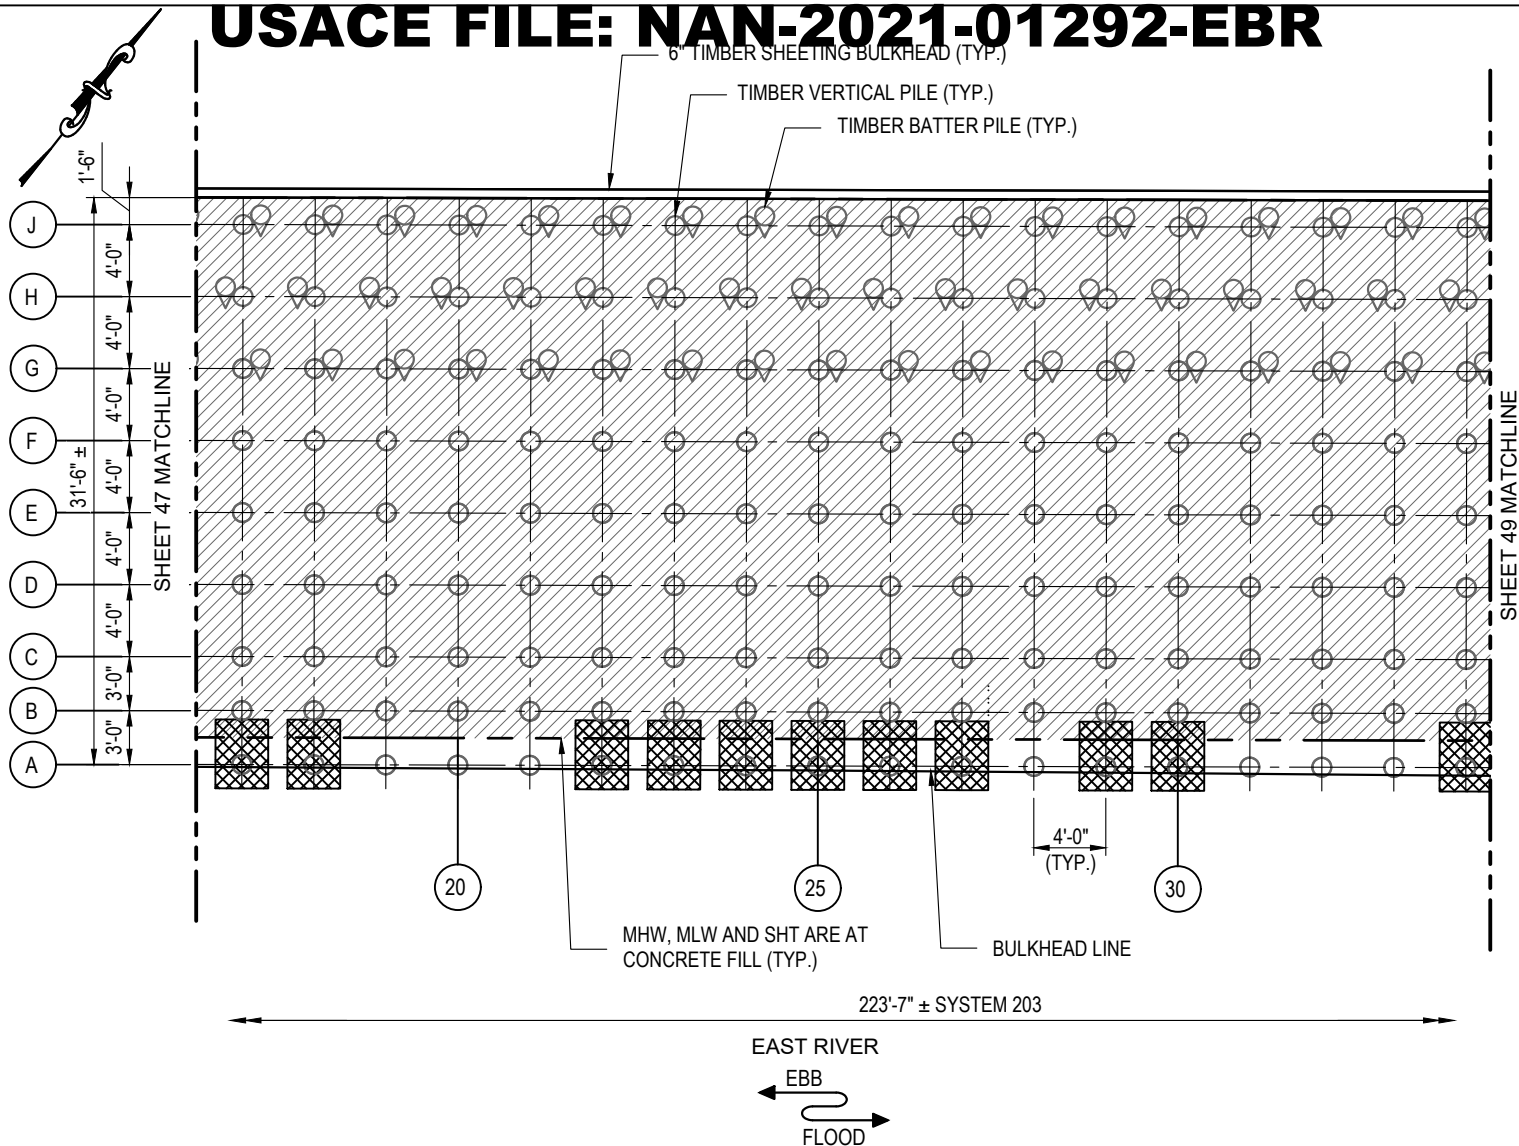 USACE FILE: NAN-2021-01292-EBR
6" TIMBER SHEETING BULKHEAD (TYP.)
TIMBER VERTICAL PILE (TYP.)
TIMBER BATTER PILE (TYP.)
1'-6"
J
4'-0"
H
4'-0"
G
4'-0"
F
4'-0"
E
4'-0"
D
4'-0"
C
3'-0"
B
3'-0"
A
31'-6" ±
SHEET 47 MATCHLINE
SHEET 49 MATCHLINE
4'-0"
(TYP.)
20
25
30
MHW, MLW AND SHT ARE AT
CONCRETE FILL (TYP.)
BULKHEAD LINE
223'-7" ± SYSTEM 203
EAST RIVER
EBB
FLOOD